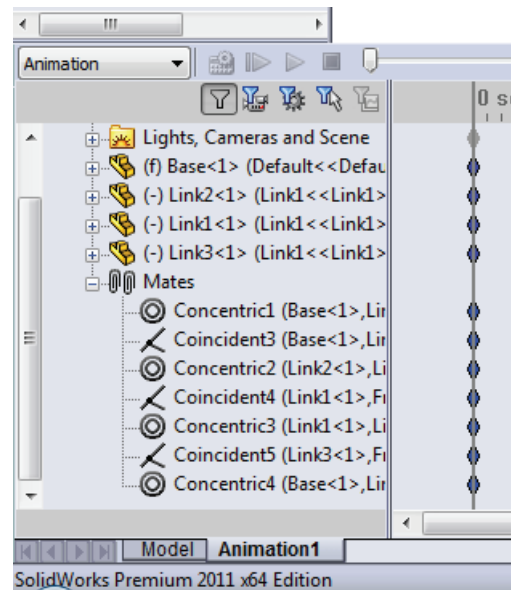 Animation
0 s
Lights, Cameras and Scene
(f) Base<1> (Default<<Defau
(-) Link2<1> (Link1<<Link1>
(-) Link1<1> (Link1<<Link1>
(-) Link3<1> (Link1<<Link1>
Mates
Concentric1 (Base<1>,Lin
Coincident3 (Base<1>,Lin
Concentric2 (Link2<1>,Li
Coincident4 (Link1<1>,Fr
Concentric3 (Link1<1>,Li
Coincident5 (Link3<1>,Fr
Concentric4 (Base<1>,Lin
Model Animation1
SolidWorks Premium 2011 x64 Edition